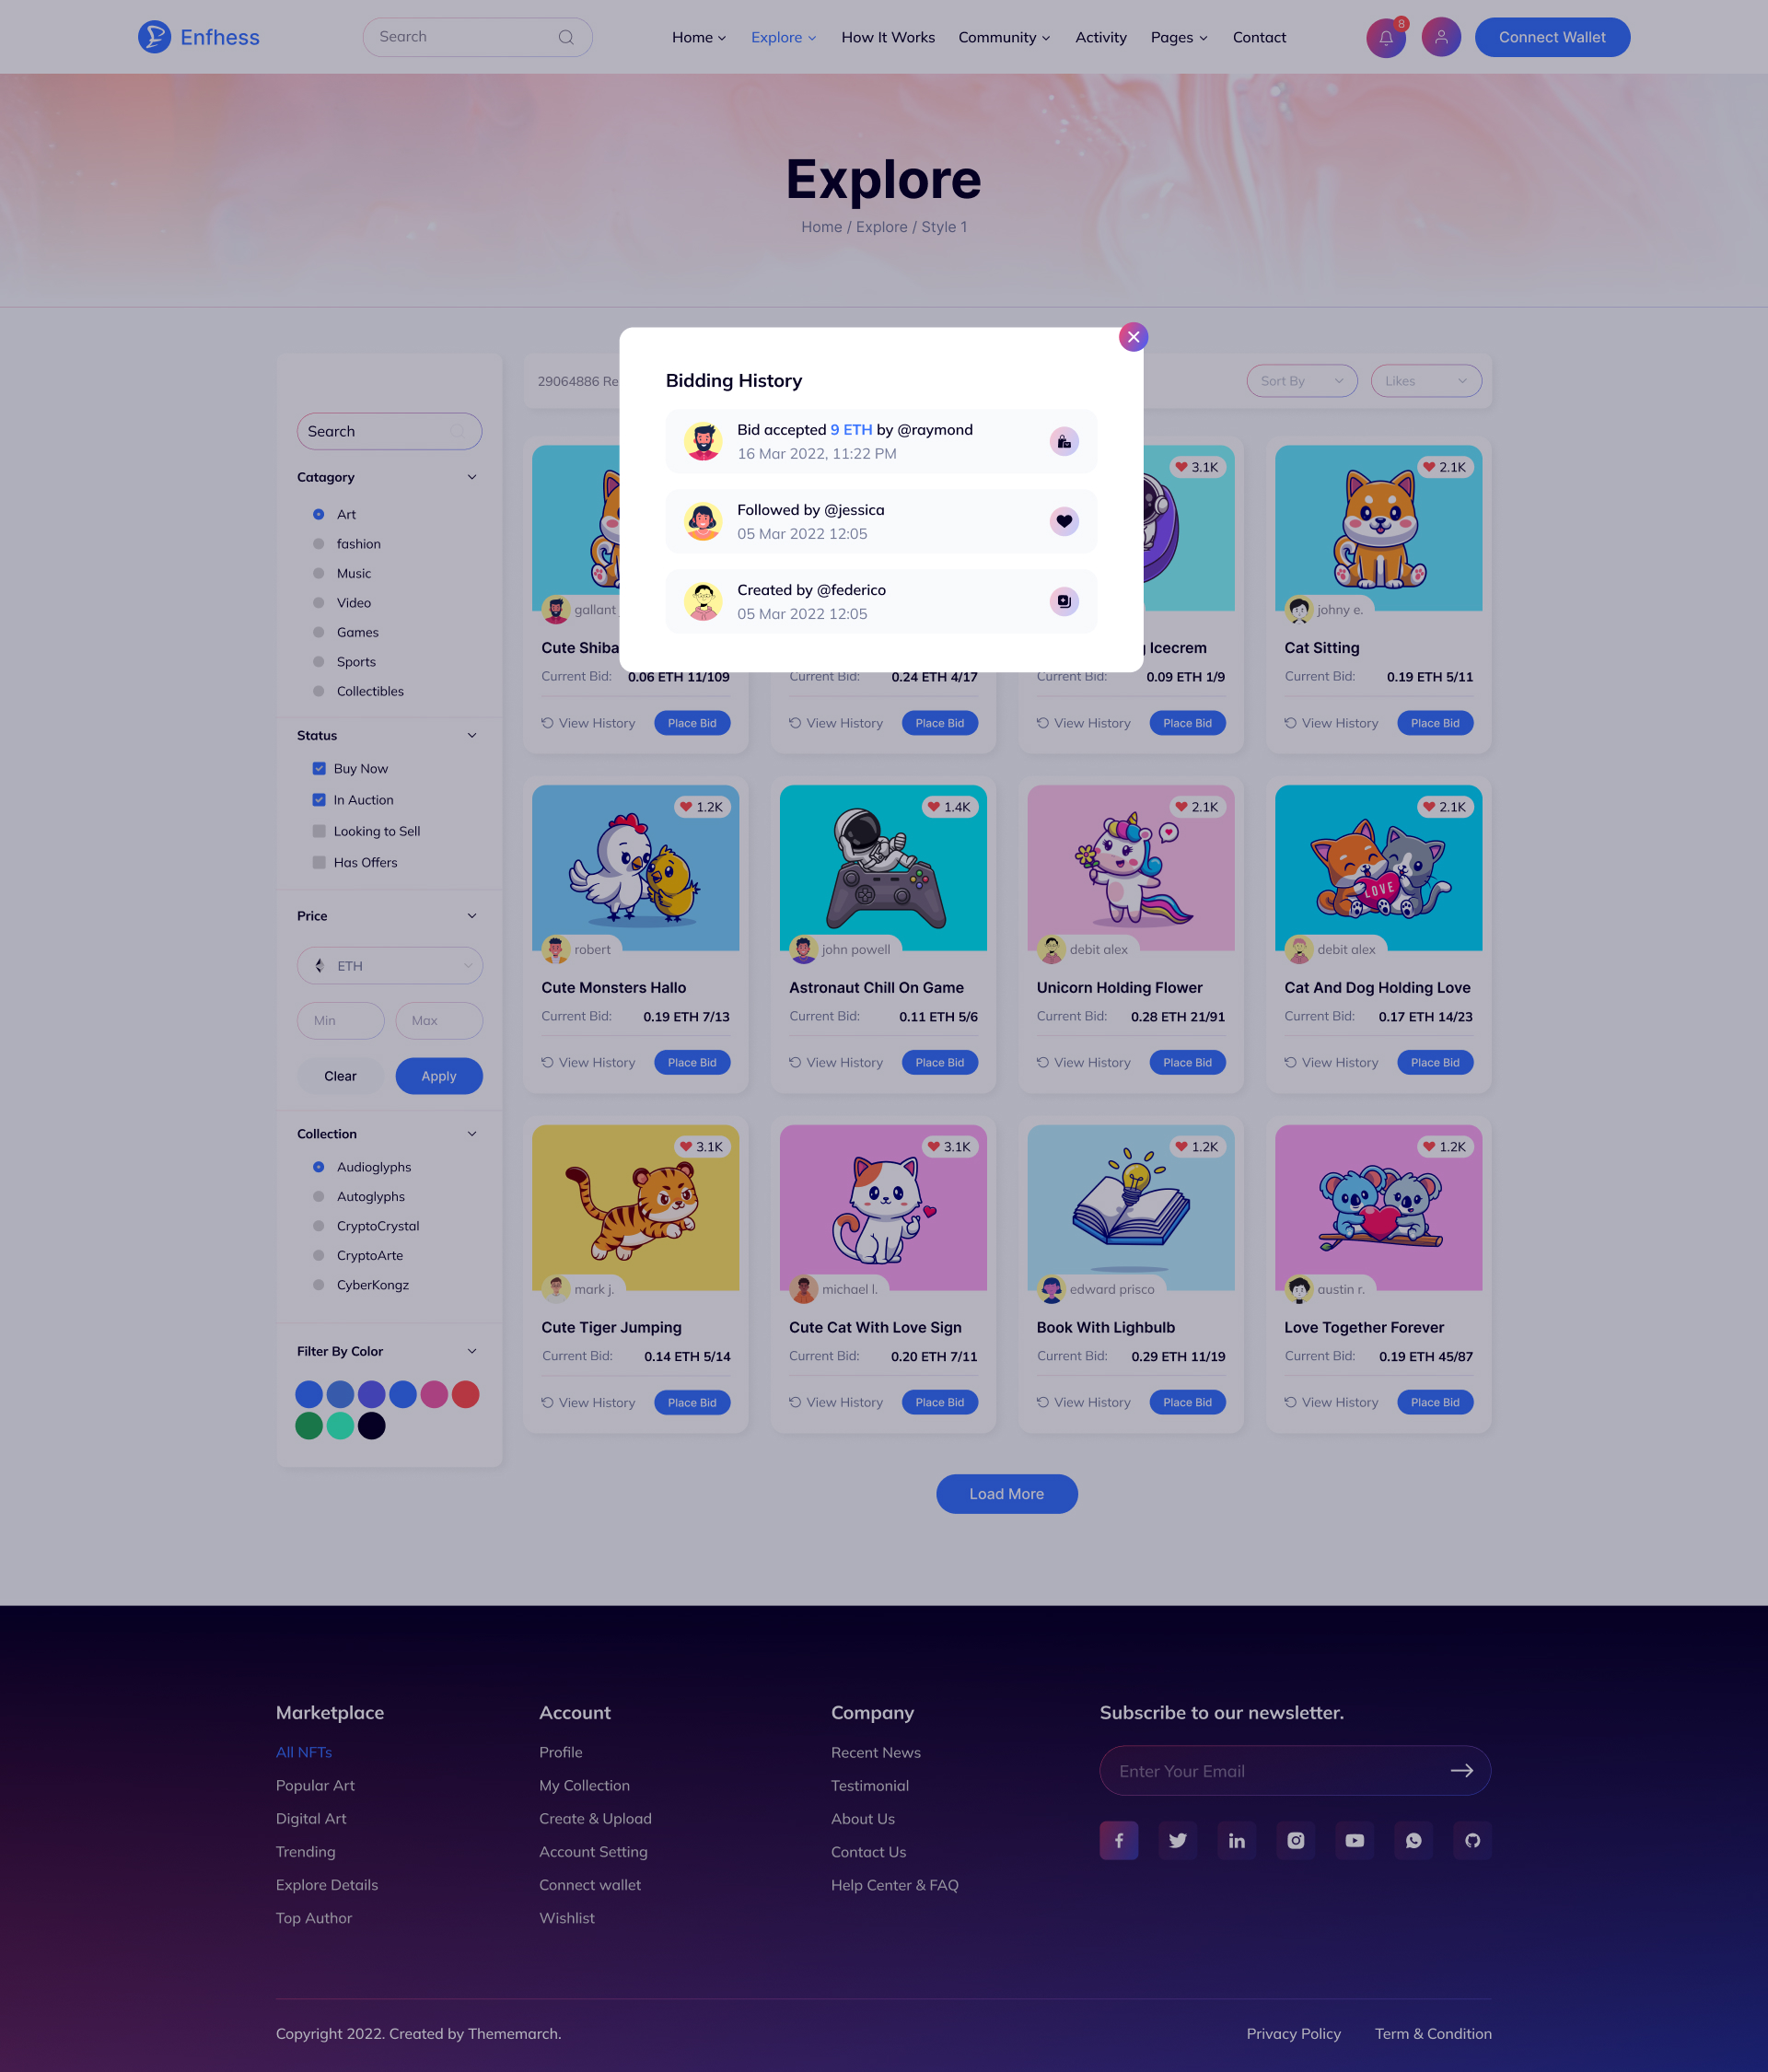 Enfhess
Search
Home
Explore
How It Works
Community
Activity
Pages
Contact
8
Connect Wallet
Explore
Home / Explore / Style 1
Bidding History
Bid accepted 9 ETH by @raymond
16 Mar 2022, 11:22 PM
Followed by @jessica
05 Mar 2022 12:05
Created by @federico
05 Mar 2022 12:05
Search
Catagory
Art
fashion
Music
Video
Games
Sports
Collectibles
Status
Buy Now
In Auction
Looking to Sell
Has Offers
Price
ETH
Min
Max
Clear
Apply
Collection
Audioglyphs
Autoglyphs
CryptoCrystal
CryptoArte
CyberKongz
Filter By Color
29064886 Re
Sort By
Likes
gallant
Cute Shiba
Current Bid: 0.06 ETH 11/109
View History
Place Bid
Current Bid: 0.24 ETH 4/17
View History
Place Bid
3.1K
Icecrem
Current Bid: 0.09 ETH 1/9
View History
Place Bid
2.1K
johny e.
Cat Sitting
Current Bid: 0.19 ETH 5/11
View History
Place Bid
1.2K
robert
Cute Monsters Hallo
Current Bid: 0.19 ETH 7/13
View History
Place Bid
1.4K
john powell
Astronaut Chill On Game
Current Bid: 0.11 ETH 5/6
View History
Place Bid
2.1K
debit alex
Unicorn Holding Flower
Current Bid: 0.28 ETH 21/91
View History
Place Bid
2.1K
LOVE
debit alex
Cat And Dog Holding Love
Current Bid: 0.17 ETH 14/23
View History
Place Bid
3.1K
mark j.
Cute Tiger Jumping
Current Bid: 0.14 ETH 5/14
View History
Place Bid
3.1K
michael l.
Cute Cat With Love Sign
Current Bid: 0.20 ETH 7/11
View History
Place Bid
1.2K
edward prisco
Book With Lighbulb
Current Bid: 0.29 ETH 11/19
View History
Place Bid
1.2K
austin r.
Love Together Forever
Current Bid: 0.19 ETH 45/87
View History
Place Bid
Load More
Marketplace
All NFTs
Popular Art
Digital Art
Trending
Explore Details
Top Author
Account
Profile
My Collection
Create & Upload
Account Setting
Connect wallet
Wishlist
Company
Recent News
Testimonial
About Us
Contact Us
Help Center & FAQ
Subscribe to our newsletter.
Enter Your Email
Copyright 2022. Created by Thememarch.
Privacy Policy
Term & Condition